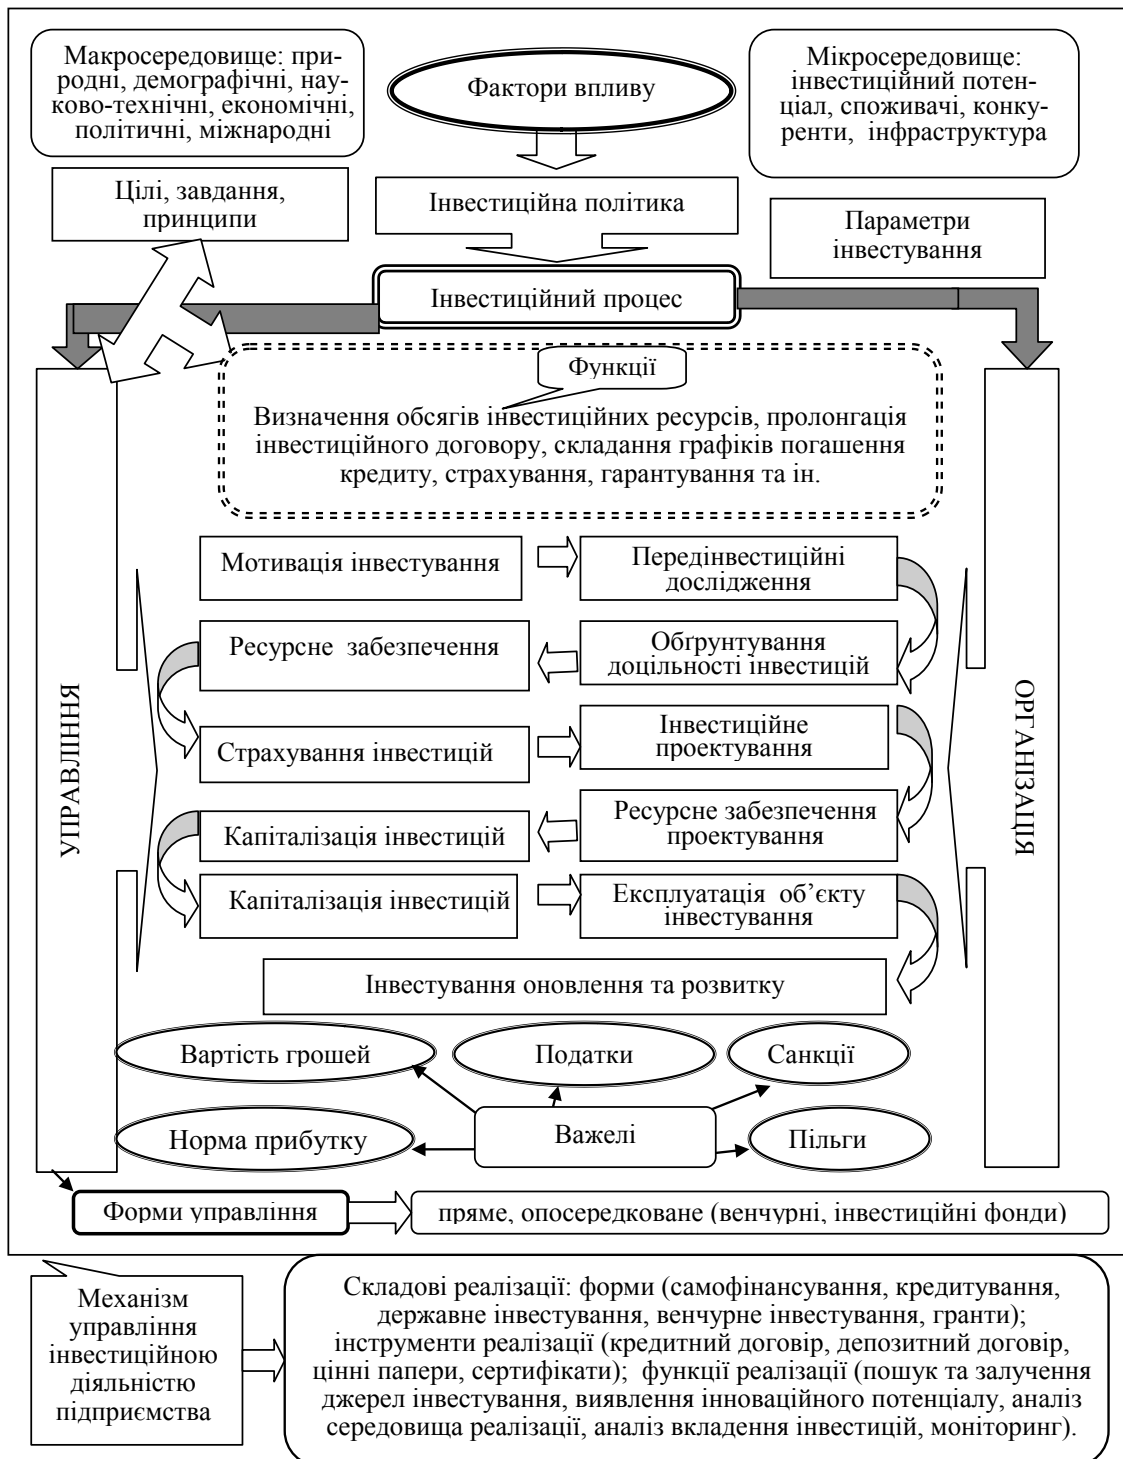 Макросередовище: при-
родні, демографічні, нау-
ково-технічні, економічні,
політичні, міжнародні
Фактори впливу
Мікросередовище:
інвестиційний потен-
ціал, споживачі, конку-
ренти, інфраструктура
Цілі, завдання,
принципи
Інвестиційна політика
Параметри
інвестування
Інвестиційний процес
Функції
Визначення обсягів інвестиційних ресурсів, пролонгація
інвестиційного договору, складання графіків погашення
кредиту, страхування, гарантування та ін.
УПРАВЛІННЯ
ОРГАНІЗАЦІЯ
Мотивація інвестування
Передінвестиційні
дослідження
Ресурсне забезпечення
Обґрунтування
доцільності інвестицій
Страхування інвестицій
Інвестиційне
проектування
Капіталізація інвестицій
Ресурсне забезпечення
проектування
Капіталізація інвестицій
Експлуатація об’єкту
інвестування
Інвестування оновлення та розвитку
Вартість грошей
Податки
Санкції
Норма прибутку
Важелі
Пільги
Форми управління
пряме, опосередковане (венчурні, інвестиційні фонди)
Механізм
управління
інвестиційною
діяльністю
підприємства
Складові реалізації: форми (самофінансування, кредитування,
державне інвестування, венчурне інвестування, гранти);
інструменти реалізації (кредитний договір, депозитний договір,
цінні папери, сертифікати); функції реалізації (пошук та залучення
джерел інвестування, виявлення інноваційного потенціалу, аналіз
середовища реалізації, аналіз вкладення інвестицій, моніторинг).